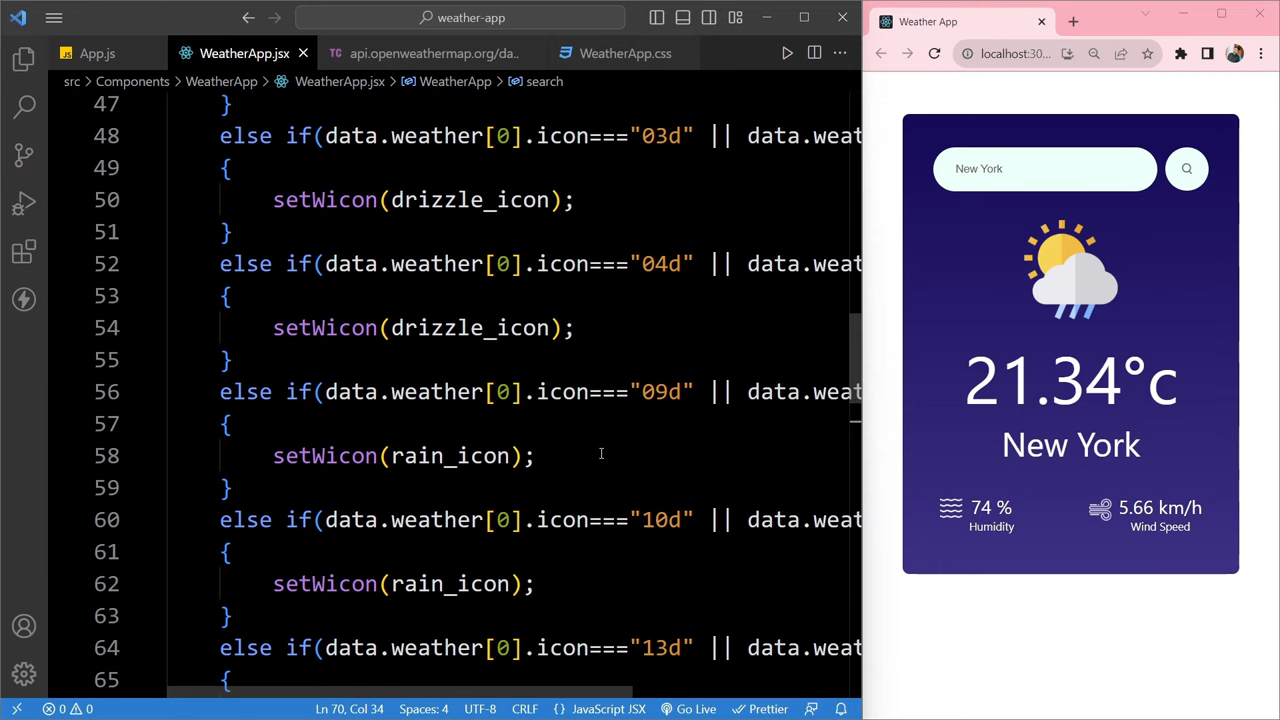 weather-app
JS App.js
WeatherApp.jsx
TC api.openweathermap.org/da...
WeatherApp.css
src > Components > WeatherApp > WeatherApp.jsx > WeatherApp > search
47 }
48 else if(data.weather[0].icon==="03d" || data.weat
49 {
50 setWicon(drizzle_icon);
51 }
52 else if(data.weather[0].icon==="04d" || data.weat
53 {
54 setWicon(drizzle_icon);
55 }
56 else if(data.weather[0].icon==="09d" || data.weat
57 {
58 setWicon(rain_icon);
59 }
60 else if(data.weather[0].icon==="10d" || data.weat
61 {
62 setWicon(rain_icon);
63 }
64 else if(data.weather[0].icon==="13d" || data.weat
65 {
0 0 Ln 70, Col 34 Spaces: 4 UTF-8 CRLF {} JavaScript JSX Go Live Prettier
Weather App
localhost:30...
New York
21.34°c
New York
74 %
Humidity
5.66 km/h
Wind Speed